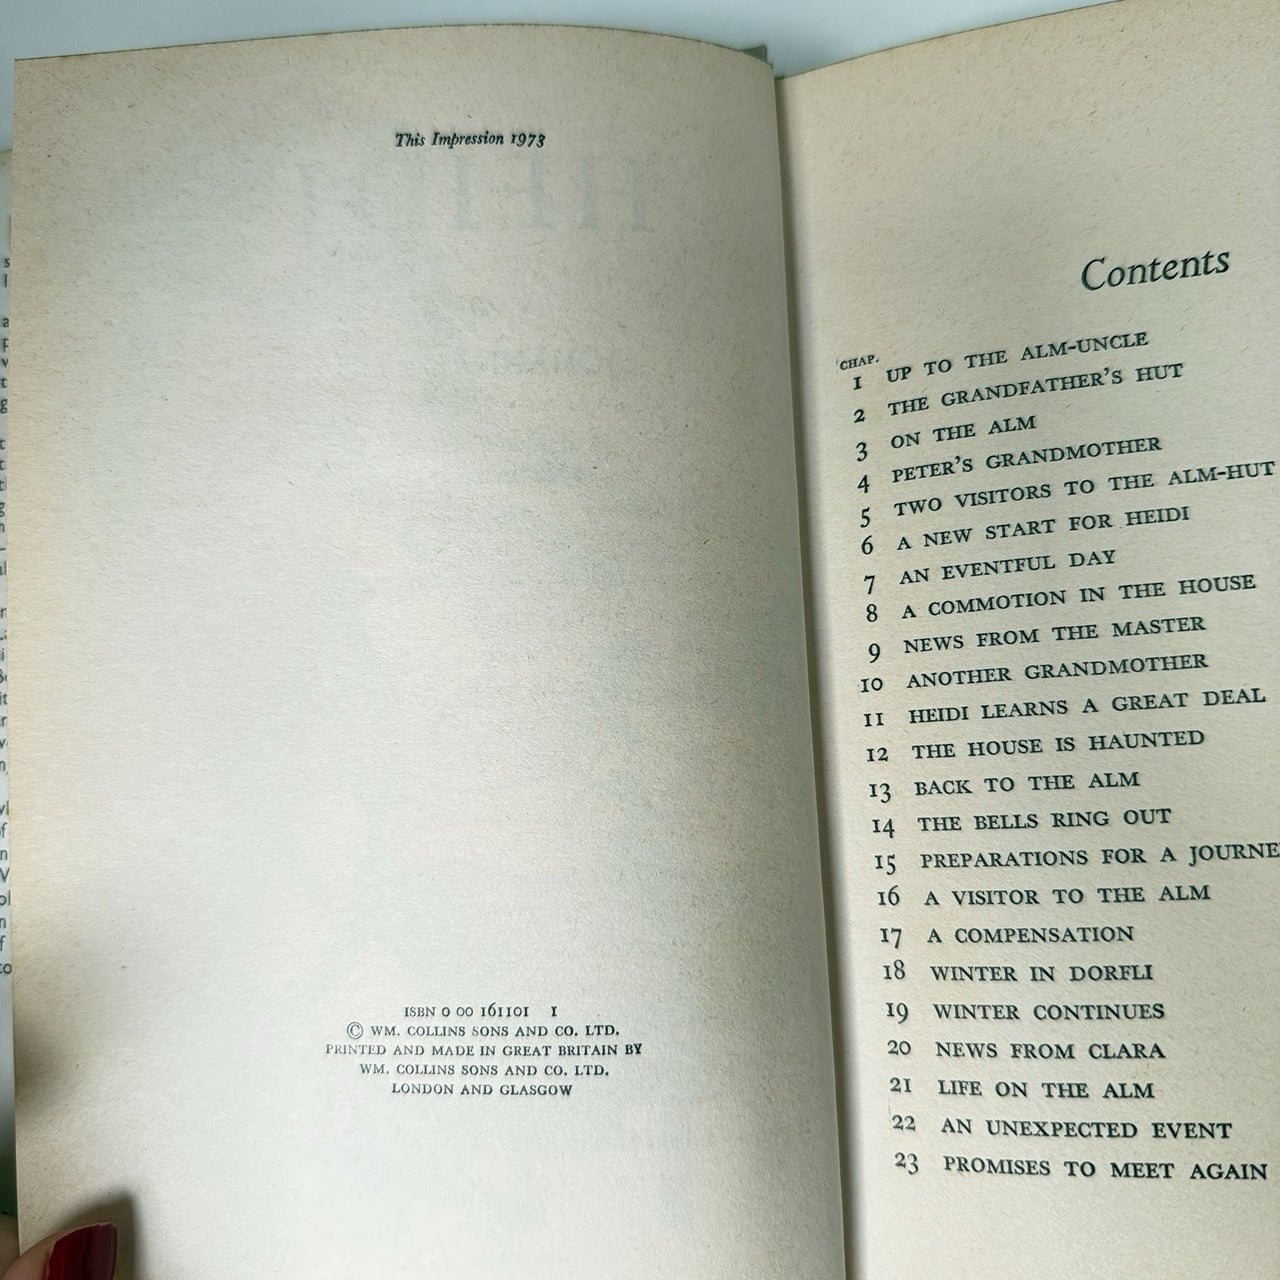 This Impression 1973
ISBN 0 00 161101 1
© WM. COLLINS SONS AND CO. LTD.
PRINTED AND MADE IN GREAT BRITAIN BY
WM. COLLINS SONS AND CO. LTD.
LONDON AND GLASGOW
Contents
CHAP.
1 UP TO THE ALM-UNCLE
2 THE GRANDFATHER'S HUT
3 ON THE ALM
4 PETER'S GRANDMOTHER
5 TWO VISITORS TO THE ALM-HUT
6 A NEW START FOR HEIDI
7 AN EVENTFUL DAY
8 A COMMOTION IN THE HOUSE
9 NEWS FROM THE MASTER
10 ANOTHER GRANDMOTHER
11 HEIDI LEARNS A GREAT DEAL
12 THE HOUSE IS HAUNTED
13 BACK TO THE ALM
14 THE BELLS RING OUT
15 PREPARATIONS FOR A JOURNE
16 A VISITOR TO THE ALM
17 A COMPENSATION
18 WINTER IN DORFLI
19 WINTER CONTINUES
20 NEWS FROM CLARA
21 LIFE ON THE ALM
22 AN UNEXPECTED EVENT
23 PROMISES TO MEET AGAIN